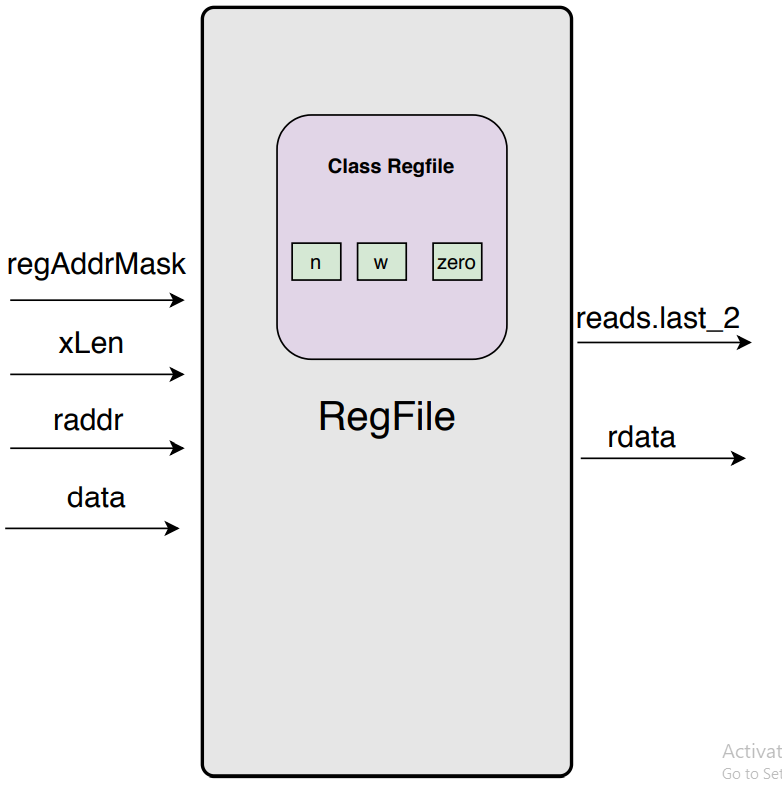 Class Regfile
n w zero
regAddrMask
xLen
raddr
data
RegFile
reads.last_2
rdata
Activat
Go to Set